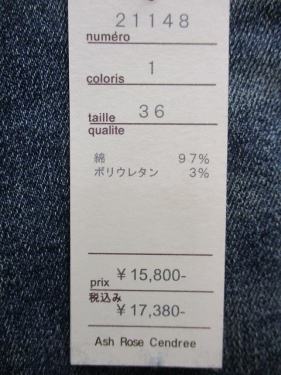 21148
numéro
1
coloris
36
taille
qualite
綿 97%
ポリウレタン 3%
¥15,800-
prix
税込み
¥17,380-
Ash Rose Cendree